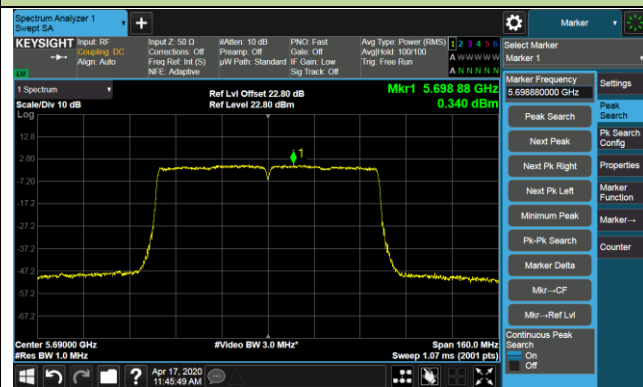 Spectrum Analyzer 1
Swept SA
Marker
KEYSIGHT
Input: RF
Coupling: DC
Align: Auto
Input Z: 50 Ω
Corrections: Off
Freq Ref: Int (S)
NFE: Adaptive
#Atten: 10 dB
Preamp: Off
µW Path: Standard
PNO: Fast
Gate: Off
IF Gain: Low
Sig Track: Off
Avg Type: Power (RMS)
Avg|Hold: 100/100
Trig: Free Run
1 2 3 4 5 6
A W W W W W
A N N N N N
Select Marker
Marker 1
1 Spectrum
Scale/Div 10 dB
Log
Ref Lvl Offset 22.80 dB
Ref Level 22.80 dBm
Mkr1 5.698 88 GHz
0.340 dBm
12.8
2.80
-7.20
-17.2
-27.2
-37.2
-47.2
-57.2
-67.2
1
Center 5.69000 GHz
#Res BW 1.0 MHz
#Video BW 3.0 MHz*
Span 160.0 MHz
Sweep 1.07 ms (2001 pts)
Marker Frequency
5.698880000 GHz
Peak Search
Next Peak
Next Pk Right
Next Pk Left
Minimum Peak
Pk-Pk Search
Marker Delta
Mkr→CF
Mkr→Ref Lvl
Continuous Peak
Search
On
Off
Settings
Peak
Search
Pk Search
Config
Properties
Marker
Function
Marker→
Counter
Apr 17, 2020
11:45:49 AM